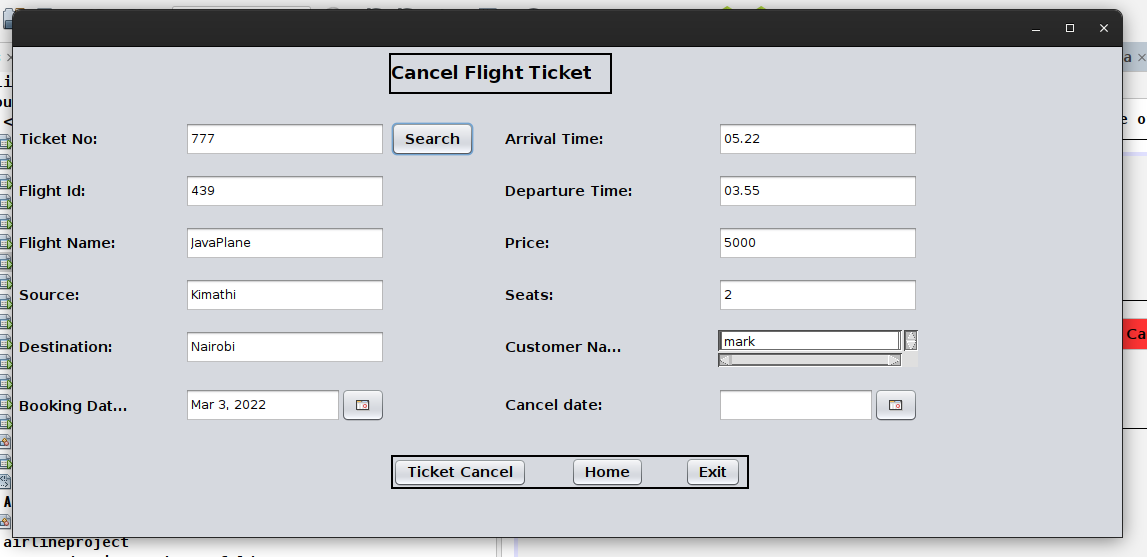 Cancel Flight Ticket
Ticket No: 777 Search Arrival Time: 05.22
Flight Id: 439 Departure Time: 03.55
Flight Name: JavaPlane Price: 5000
Source: Kimathi Seats: 2
Destination: Nairobi Customer Na... mark
Booking Dat... Mar 3, 2022 Cancel date:
Ticket Cancel Home Exit
airlineproject